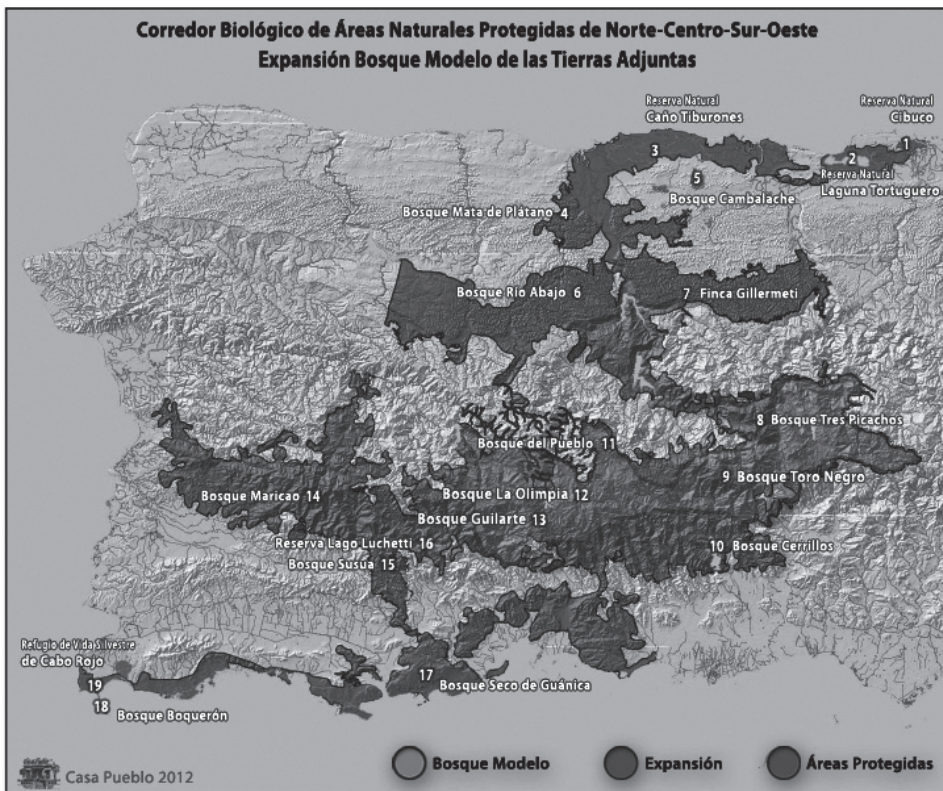 Corredor Biológico de Áreas Naturales Protegidas de Norte-Centro-Sur-Oeste
Expansión Bosque Modelo de las Tierras Adjuntas
Reserva Natural
Caño Tiburones
3
Reserva Natural
Cibuco
1
2
Reserva Natural
Laguna Tortuguero
5
Bosque Cambalache
Bosque Mata de Plátano 4
Bosque Río Abajo 6
7 Finca Gillermeti
8 Bosque Tres Picachos
Bosque del Pueblo 11
9 Bosque Toro Negro
Bosque La Olimpia 12
Bosque Maricao 14
Bosque Guilarte 13
Reserva Lago Luchetti 16
10 Bosque Cerrillos
Bosque Susúa 15
Refugio de Vida Silvestre
de Cabo Rojo
19
18
Bosque Boquerón
17
Bosque Seco de Guánica
Casa Pueblo 2012
Bosque Modelo
Expansión
Áreas Protegidas